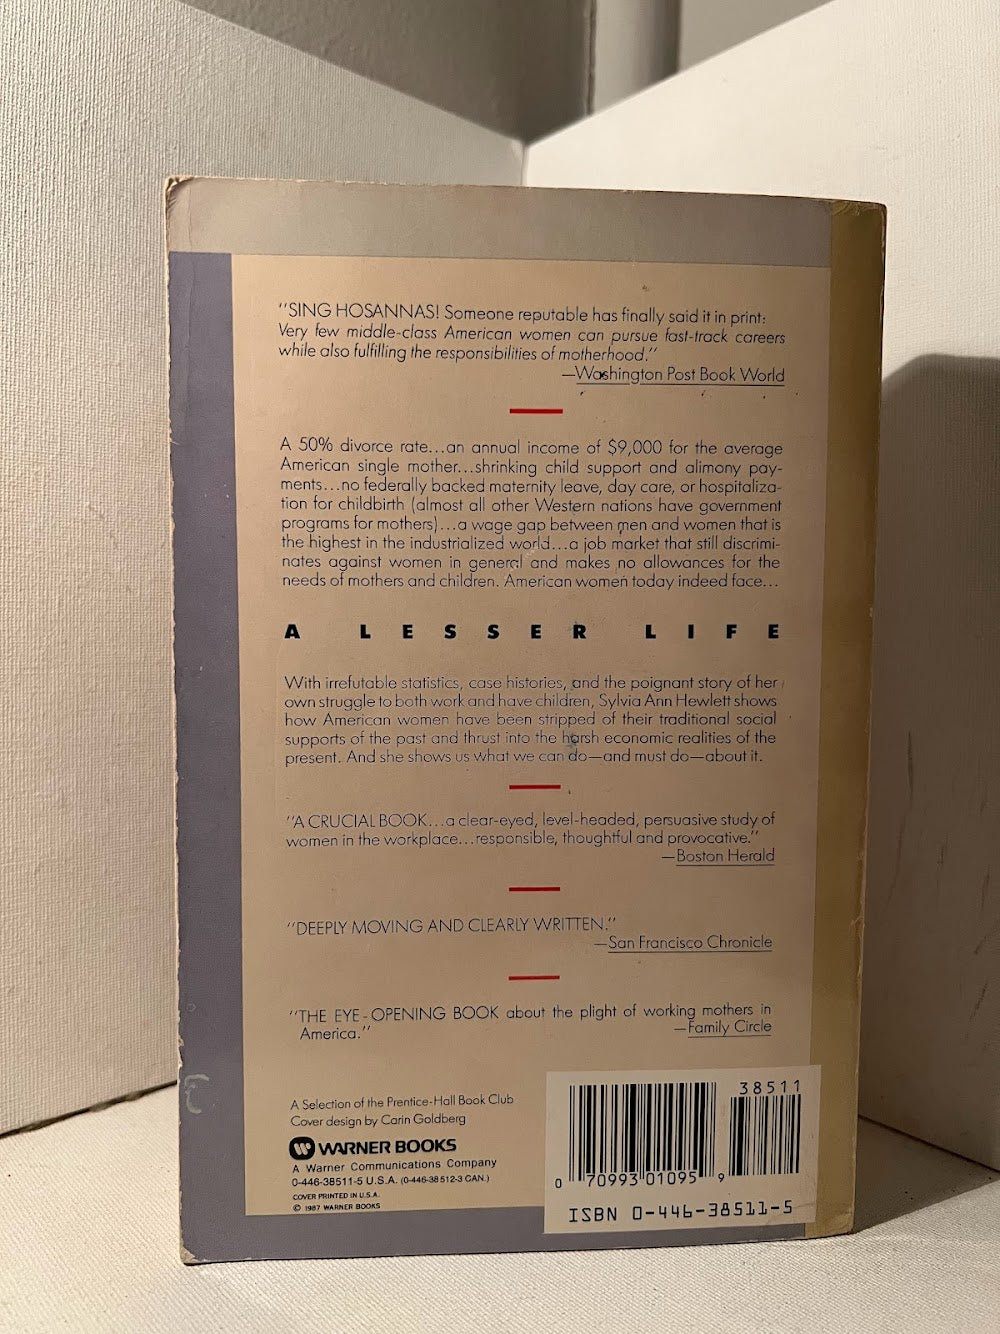 "SING HOSANNAS! Someone reputable has finally said it in print:
Very few middle-class American women can pursue fast-track careers
while also fulfilling the responsibilities of motherhood."
—Washington Post Book World
A 50% divorce rate...an annual income of $9,000 for the average
American single mother...shrinking child support and alimony pay-
ments...no federally backed maternity leave, day care, or hospitaliza-
tion for childbirth (almost all other Western nations have government
programs for mothers)...a wage gap between men and women that is
the highest in the industrialized world...a job market that still discrimi-
nates against women in general and makes no allowances for the
needs of mothers and children. American women today indeed face...
A LESSER LIFE
With irrefutable statistics, case histories, and the poignant story of her
own struggle to both work and have children, Sylvia Ann Hewlett shows
how American women have been stripped of their traditional social
supports of the past and thrust into the harsh economic realities of the
present. And she shows us what we can do—and must do—about it.
"A CRUCIAL BOOK...a clear-eyed, level-headed, persuasive study of
women in the workplace...responsible, thoughtful and provocative."
—Boston Herald
"DEEPLY MOVING AND CLEARLY WRITTEN."
—San Francisco Chronicle
"THE EYE-OPENING BOOK about the plight of working mothers in
America."
—Family Circle
A Selection of the Prentice-Hall Book Club
Cover design by Carin Goldberg
WARNER BOOKS
A Warner Communications Company
0-446-38511-5 U.S.A. (0-446-38512-3 CAN.)
COVER PRINTED IN U.S.A.
© 1987 WARNER BOOKS
38511
0 70993 01095 9
ISBN 0-446-38511-5